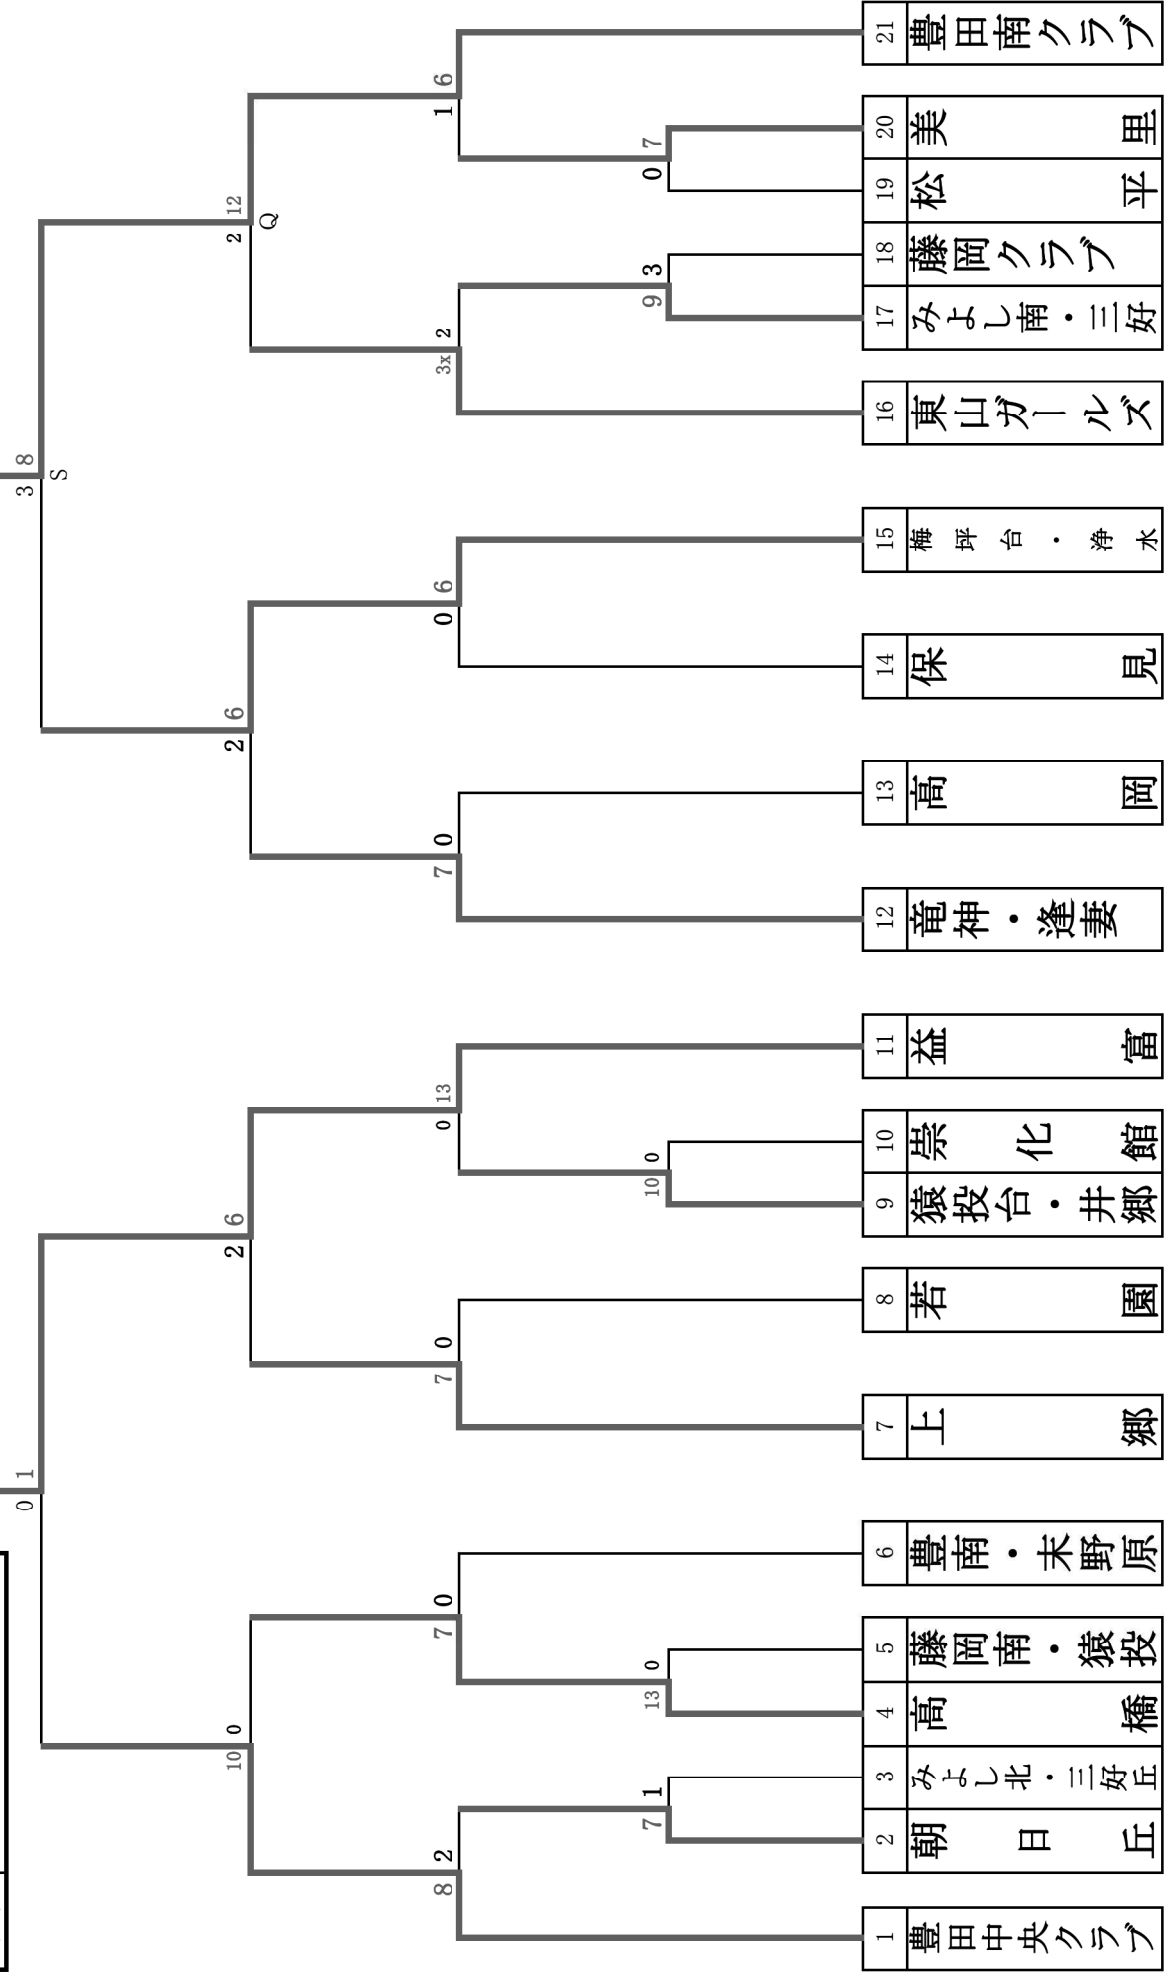 0 1
3 8
S
10 0
2 6
2 6
2 12
Q
8 2
7 0
7 0
0 13
7 0
0 6
3x 2
1 6
7 1
13 0
10 0
9 3
0 7
1 豊田中央クラブ
2 朝日丘
3 みよし北・三好丘
4 高橋
5 藤岡南・猿投
6 豊南・末野原
7 上郷
8 若園
9 猿投台・井郷
10 崇化館
11 益富
12 竜神・逢妻
13 高岡
14 保見
15 梅坪台・浄水
16 東山ガールズ
17 みよし南・三好
18 藤岡クラブ
19 松平
20 美里
21 豊田南クラブ